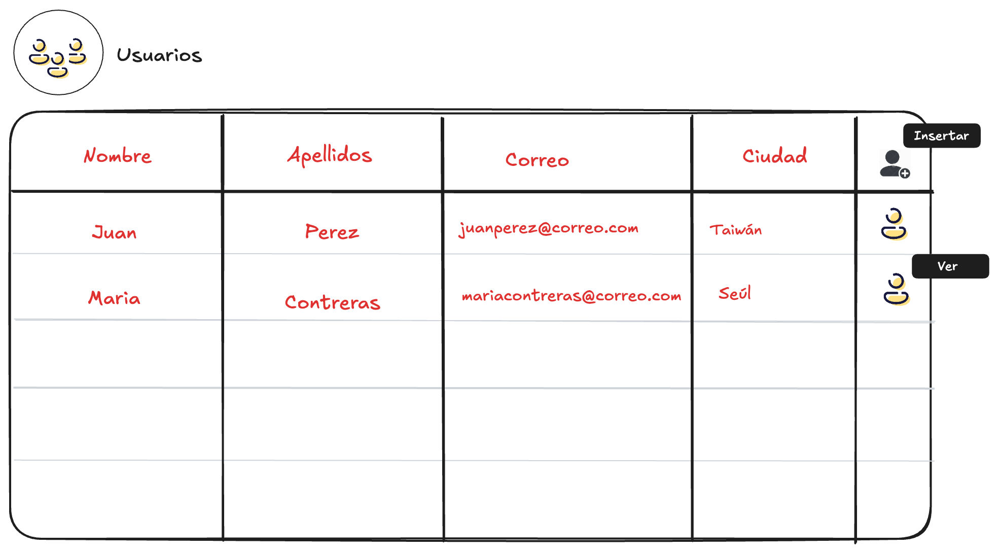 Usuarios
Insertar
Nombre Apellidos Correo Ciudad
Juan Perez juanperez@correo.com Taiwán
Ver
Maria Contreras mariacontreras@correo.com Seúl